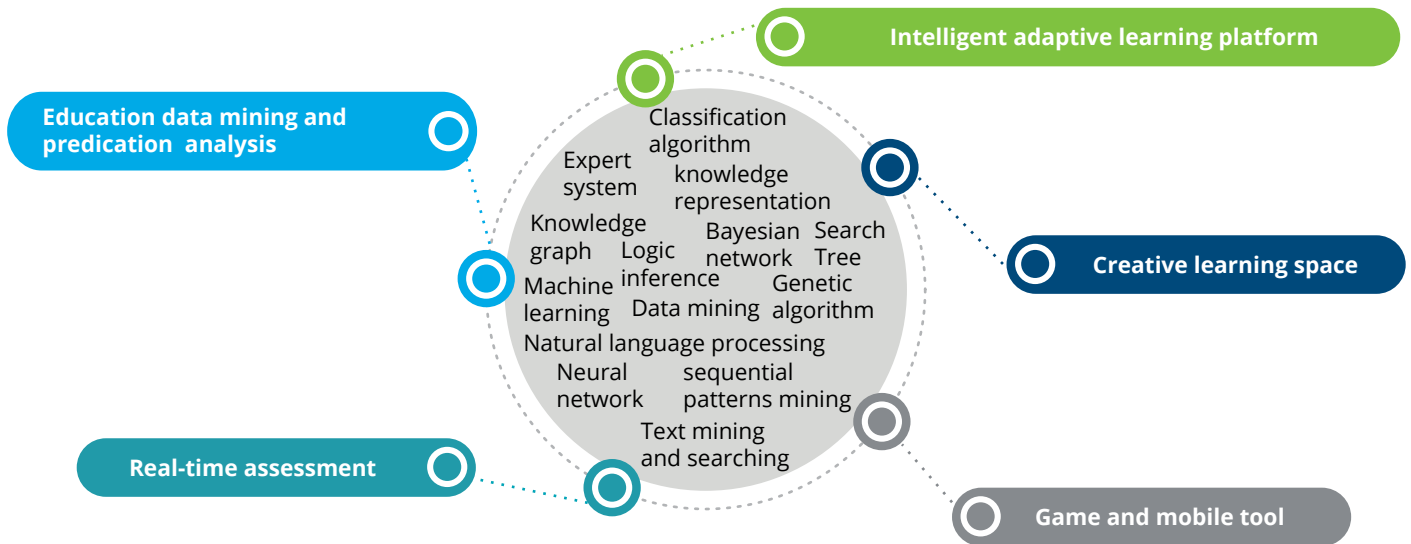 Intelligent adaptive learning platform
Education data mining and
predication analysis
Classification
algorithm
Expert
system
knowledge
representation
Knowledge
graph
Logic
inference
Bayesian
network
Search
Tree
Machine
learning
Data mining
Genetic
algorithm
Creative learning space
Natural language processing
Neural
network
sequential
patterns mining
Text mining
and searching
Real-time assessment
Game and mobile tool